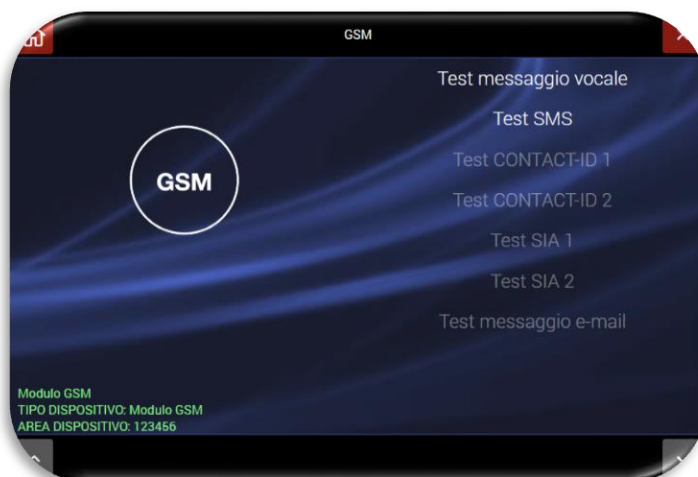 GSM
Test messaggio vocale
Test SMS
GSM
Test CONTACT-ID 1
Test CONTACT-ID 2
Test SIA 1
Test SIA 2
Test messaggio e-mail
Modulo GSM
TIPO DISPOSITIVO: Modulo GSM
AREA DISPOSITIVO: 123456